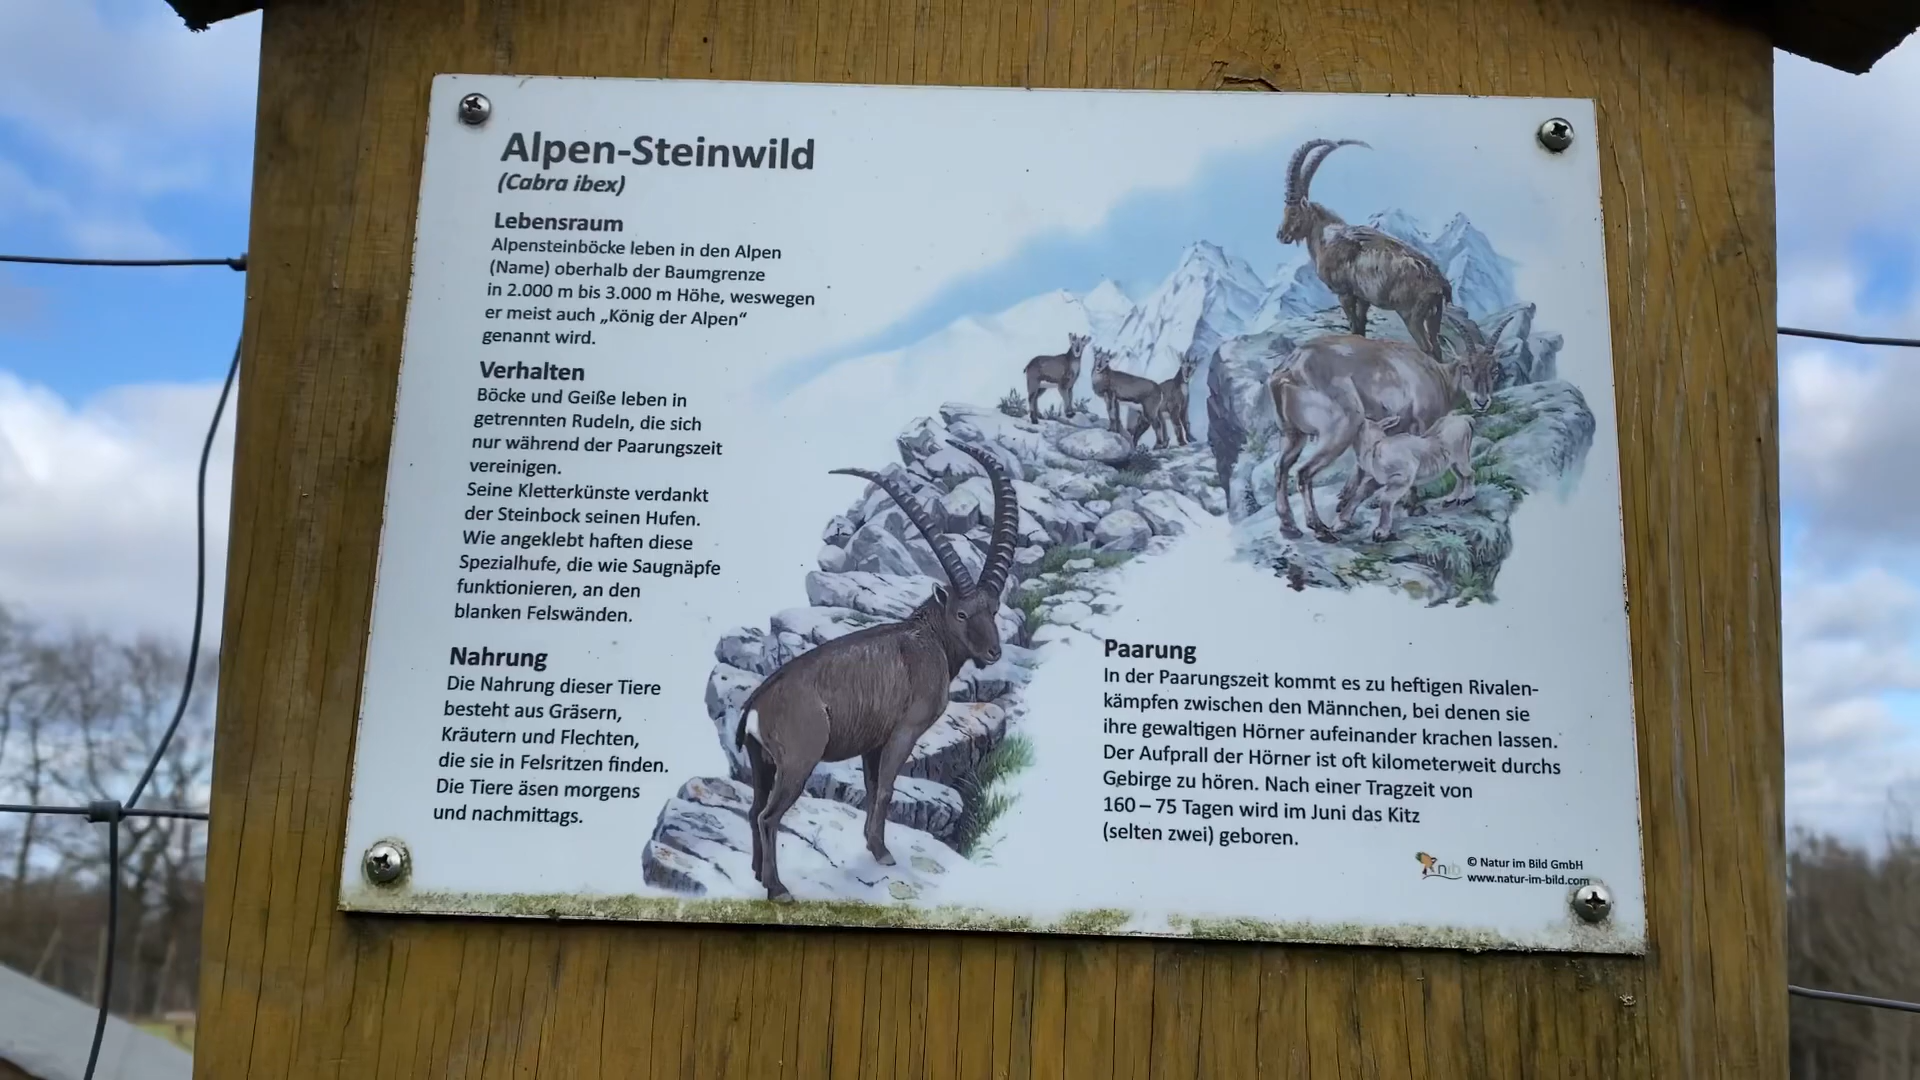 Alpen-Steinwild
(Cabra ibex)
Lebensraum
Alpensteinböcke leben in den Alpen
(Name) oberhalb der Baumgrenze
in 2.000 m bis 3.000 m Höhe, weswegen
er meist auch „König der Alpen“
genannt wird.
Verhalten
Böcke und Geiße leben in
getrennten Rudeln, die sich
nur während der Paarungszeit
vereinigen.
Seine Kletterkünste verdankt
der Steinbock seinen Hufen.
Wie angeklebt haften diese
Spezialhufe, die wie Saugnäpfe
funktionieren, an den
blanken Felswänden.
Nahrung
Die Nahrung dieser Tiere
besteht aus Gräsern,
Kräutern und Flechten,
die sie in Felsritzen finden.
Die Tiere äsen morgens
und nachmittags.
Paarung
In der Paarungszeit kommt es zu heftigen Rivalen-
kämpfen zwischen den Männchen, bei denen sie
ihre gewaltigen Hörner aufeinander krachen lassen.
Der Aufprall der Hörner ist oft kilometerweit durchs
Gebirge zu hören. Nach einer Tragzeit von
160 – 75 Tagen wird im Juni das Kitz
(selten zwei) geboren.
nib
© Natur im Bild GmbH
www.natur-im-bild.com